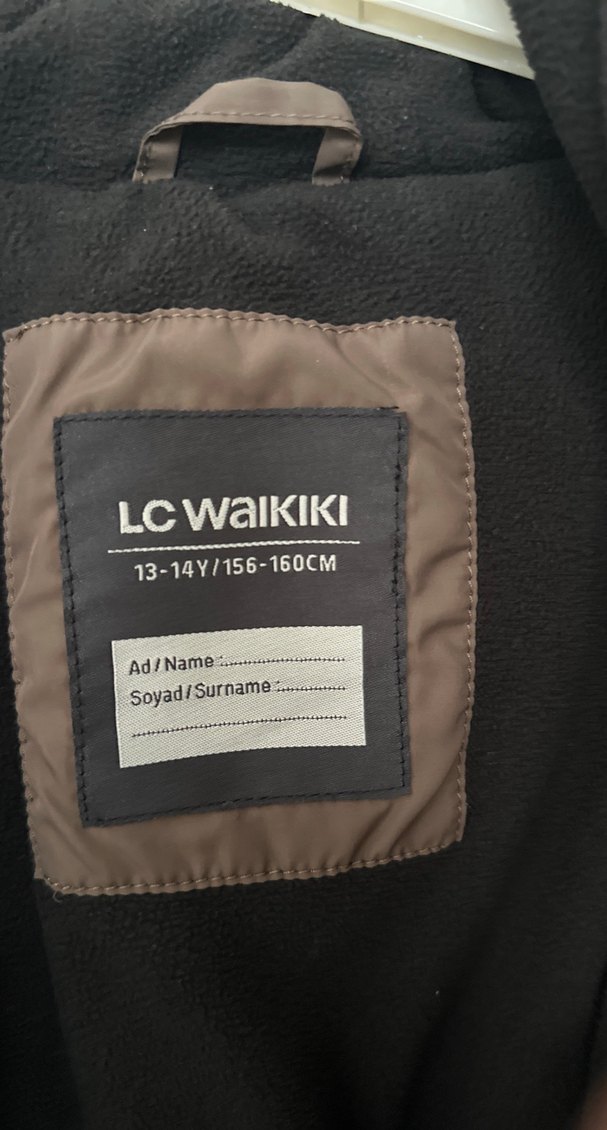 LC WAIKIKI
13-14Y/156-160CM
Ad/Name :........................
Soyad/Surname :..............
............................................